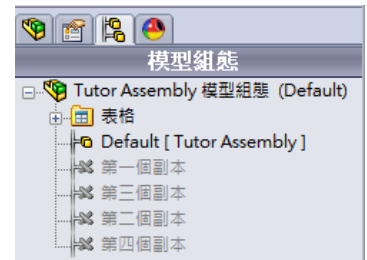 模型組態
Tutor Assembly 模型組態 (Default)
表格
Default [ Tutor Assembly ]
第一個副本
第三個副本
第二個副本
第四個副本